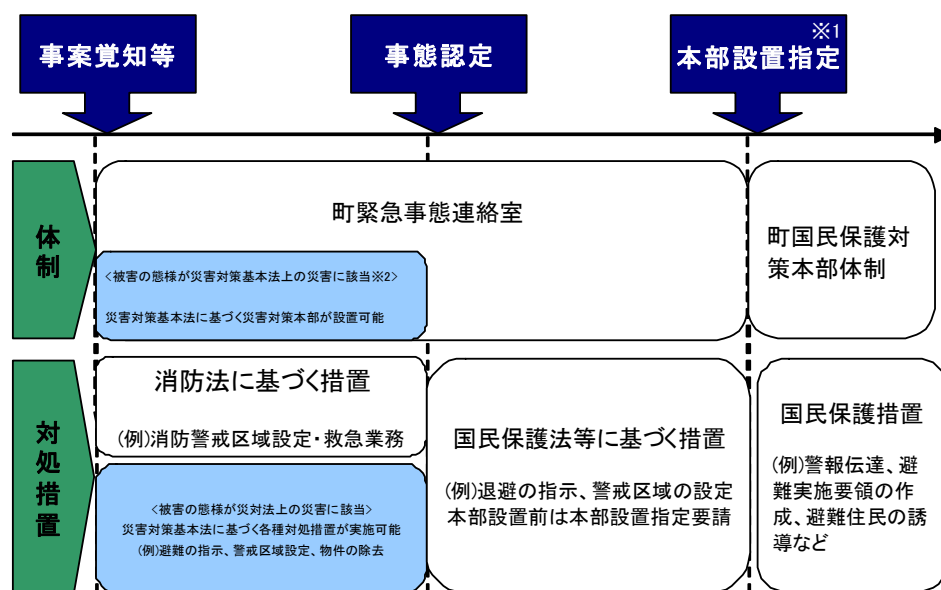 事案覚知等
事態認定
※1
本部設置指定
体制
町緊急事態連絡室
<被害の態様が災害対策基本法上の災害に該当※2>
災害対策基本法に基づく災害対策本部が設置可能
町国民保護対
策本部体制
対処措置
消防法に基づく措置
(例)消防警戒区域設定・救急業務
<被害の態様が災対法上の災害に該当>
災害対策基本法に基づく各種対処措置が実施可能
(例)避難の指示、警戒区域設定、物件の除去
国民保護法等に基づく措置
(例)退避の指示、警戒区域の設定
本部設置前は本部設置指定要請
国民保護措置
(例)警報伝達、避
難実施要領の作
成、避難住民の誘
導など